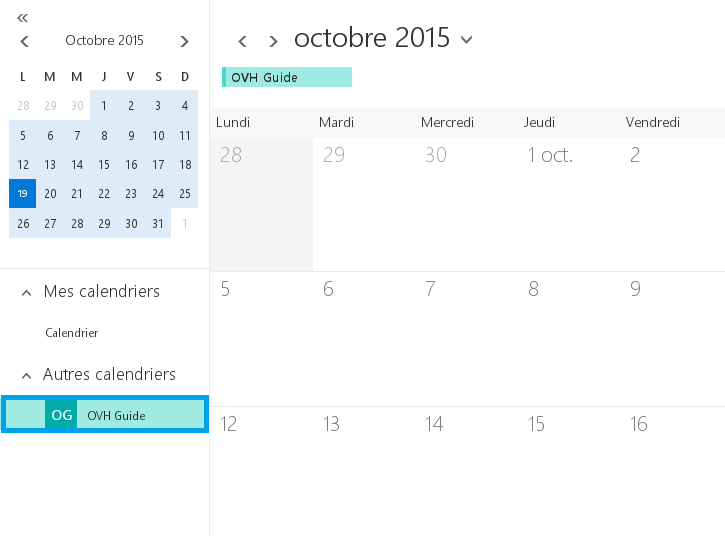 «
Octobre 2015
L M M J V S D
28 29 30 1 2 3 4
5 6 7 8 9 10 11
12 13 14 15 16 17 18
19 20 21 22 23 24 25
26 27 28 29 30 31 1
Mes calendriers
Calendrier
Autres calendriers
OG OVH Guide
octobre 2015
OVH Guide
Lundi Mardi Mercredi Jeudi Vendredi
28 29 30 1 oct. 2
5 6 7 8 9
12 13 14 15 16